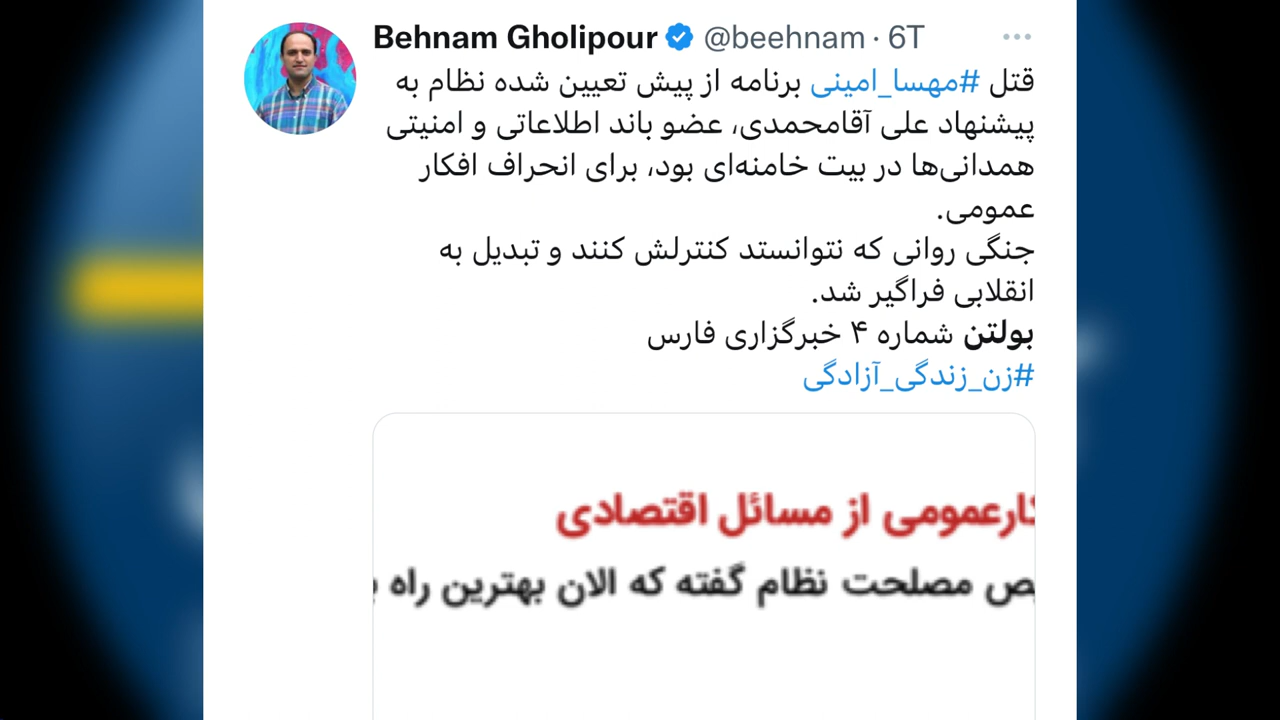 Behnam Gholipour @beehnam · 6T
قتل #مهسا_امینی برنامه از پیش تعیین شده نظام به
پیشنهاد علی آقامحمدی، عضو باند اطلاعاتی و امنیتی
همدانی‌ها در بیت خامنه‌ای بود، برای انحراف افکار
عمومی.
جنگی روانی که نتوانستد کنترلش کنند و تبدیل به
انقلابی فراگیر شد.
بولتن شماره ۴ خبرگزاری فارس
#زن_زندگی_آزادگی
کارعمومی از مسائل اقتصادی
مصلحت نظام گفته که الان بهترین راه